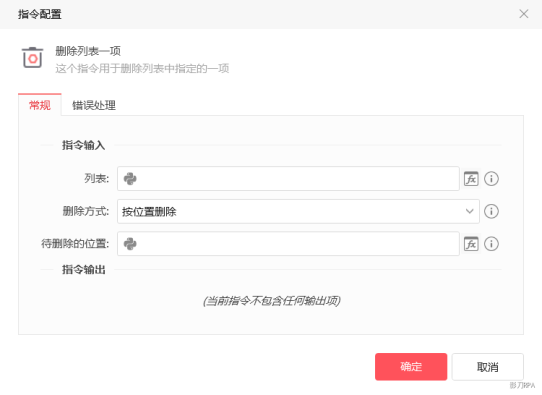 指令配置
删除列表一项
这个指令用于删除列表中指定的一项
常规 错误处理
指令输入
列表:
fx
删除方式: 按位置删除
待删除的位置:
fx
指令输出
(当前指令不包含任何输出项)
确定 取消
影刀RPA